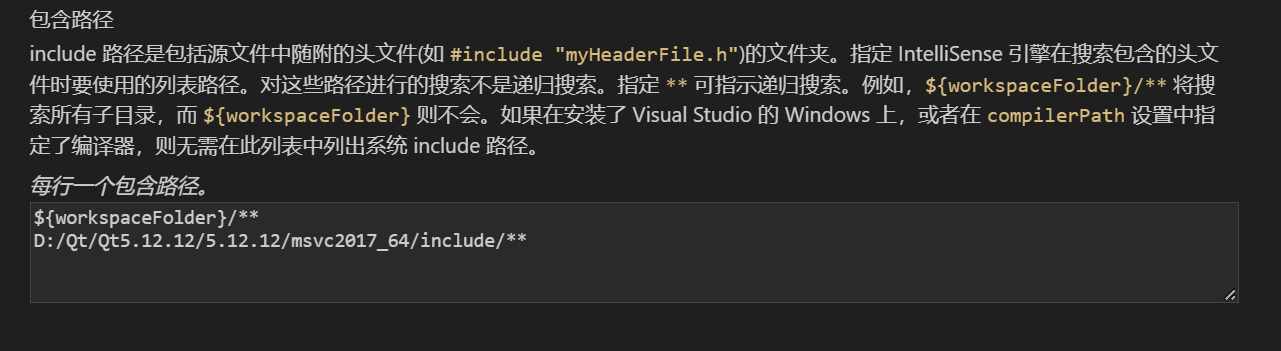 包含路径
include 路径是包括源文件中随附的头文件(如 #include "myHeaderFile.h")的文件夹。指定 IntelliSense 引擎在搜索包含的头文
件时要使用的列表路径。对这些路径进行的搜索不是递归搜索。指定 ** 可指示递归搜索。例如，${workspaceFolder}/** 将搜
索所有子目录，而 ${workspaceFolder} 则不会。如果在安装了 Visual Studio 的 Windows 上，或者在 compilerPath 设置中指
定了编译器，则无需在此列表中列出系统 include 路径。
每行一个包含路径。
${workspaceFolder}/**
D:/Qt/Qt5.12.12/5.12.12/msvc2017_64/include/**